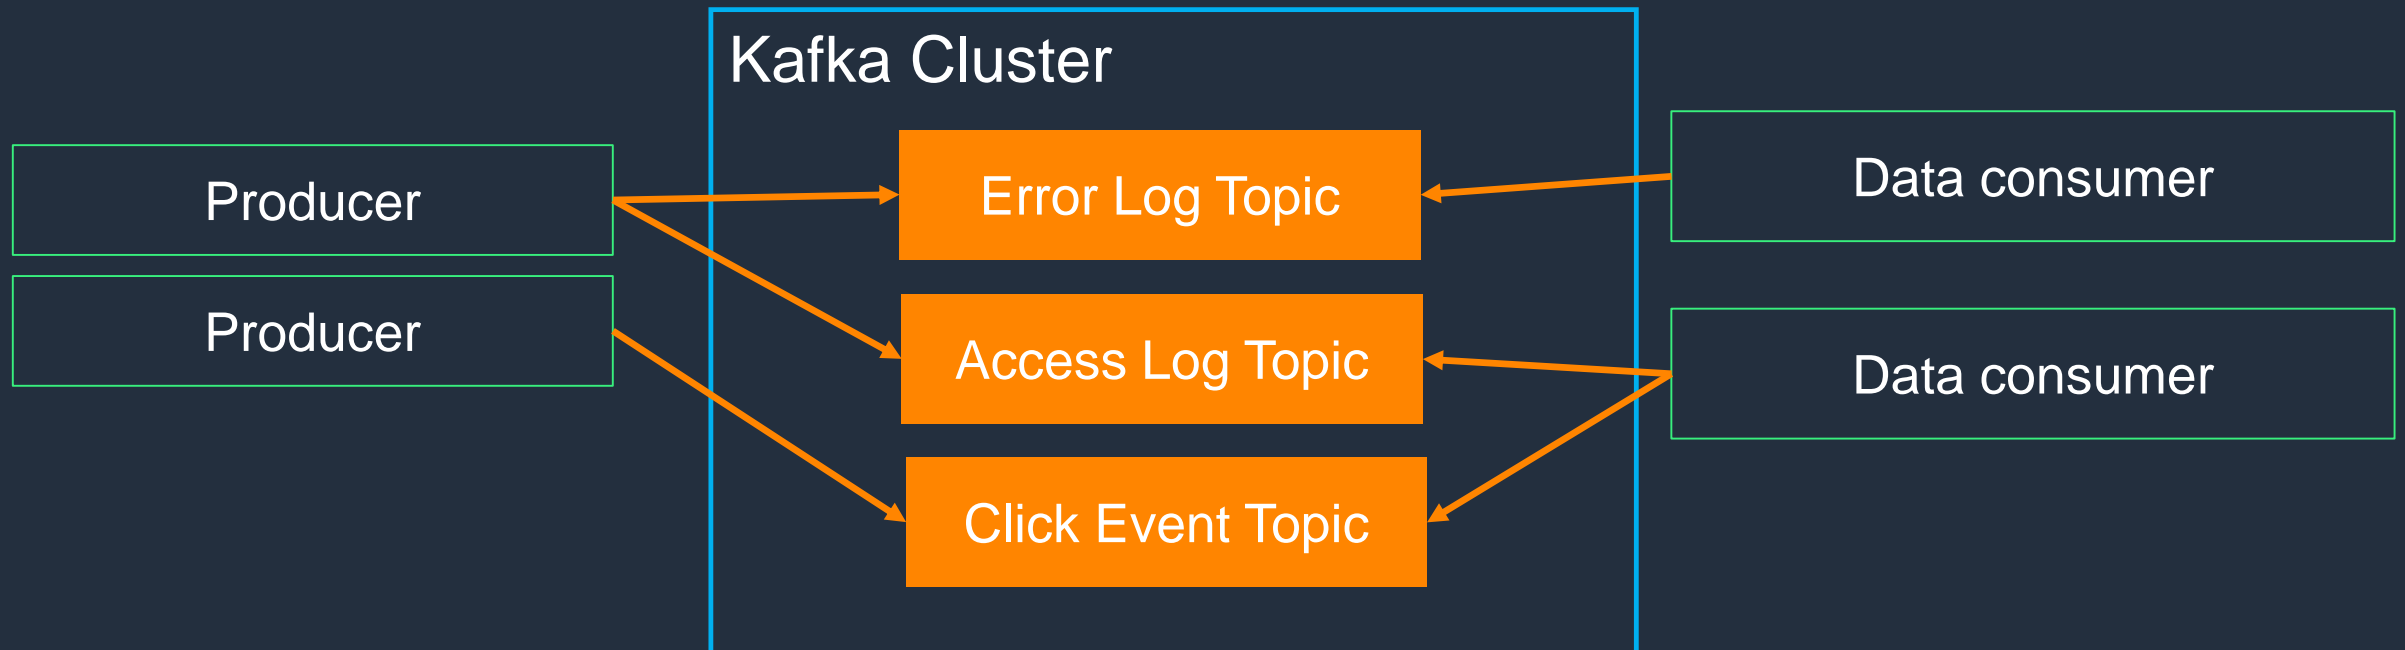 Kafka Cluster
Producer
Producer
Error Log Topic
Access Log Topic
Click Event Topic
Data consumer
Data consumer